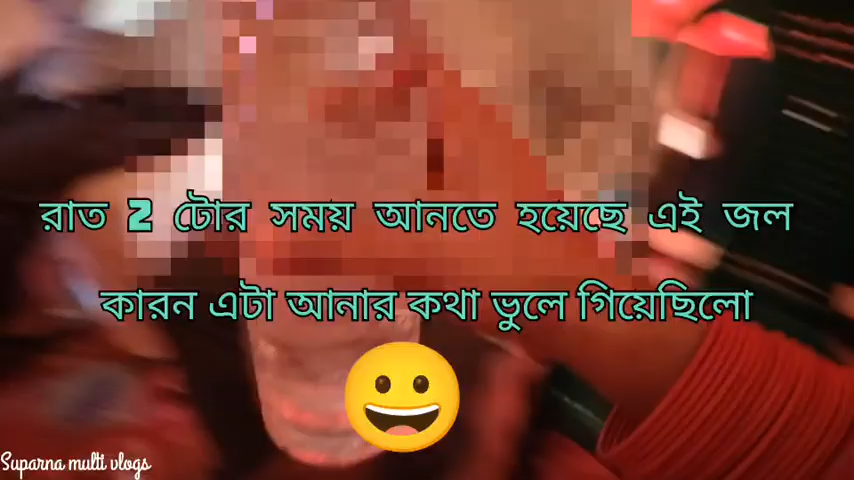 রাত 2 টোর সময় আনতে হয়েছে এই জল
কারন এটা আনার কথা ভুলে গিয়েছিলো
Suparna multi vlogs